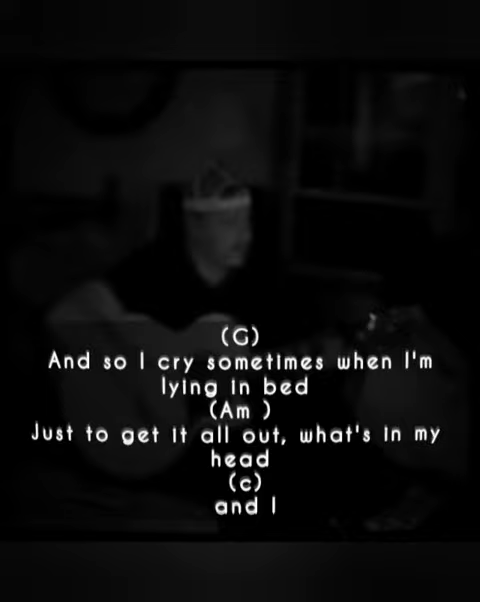 (G)
And so I cry sometimes when I'm
lying in bed
(Am )
Just to get it all out, what's in my
head
(c)
and I